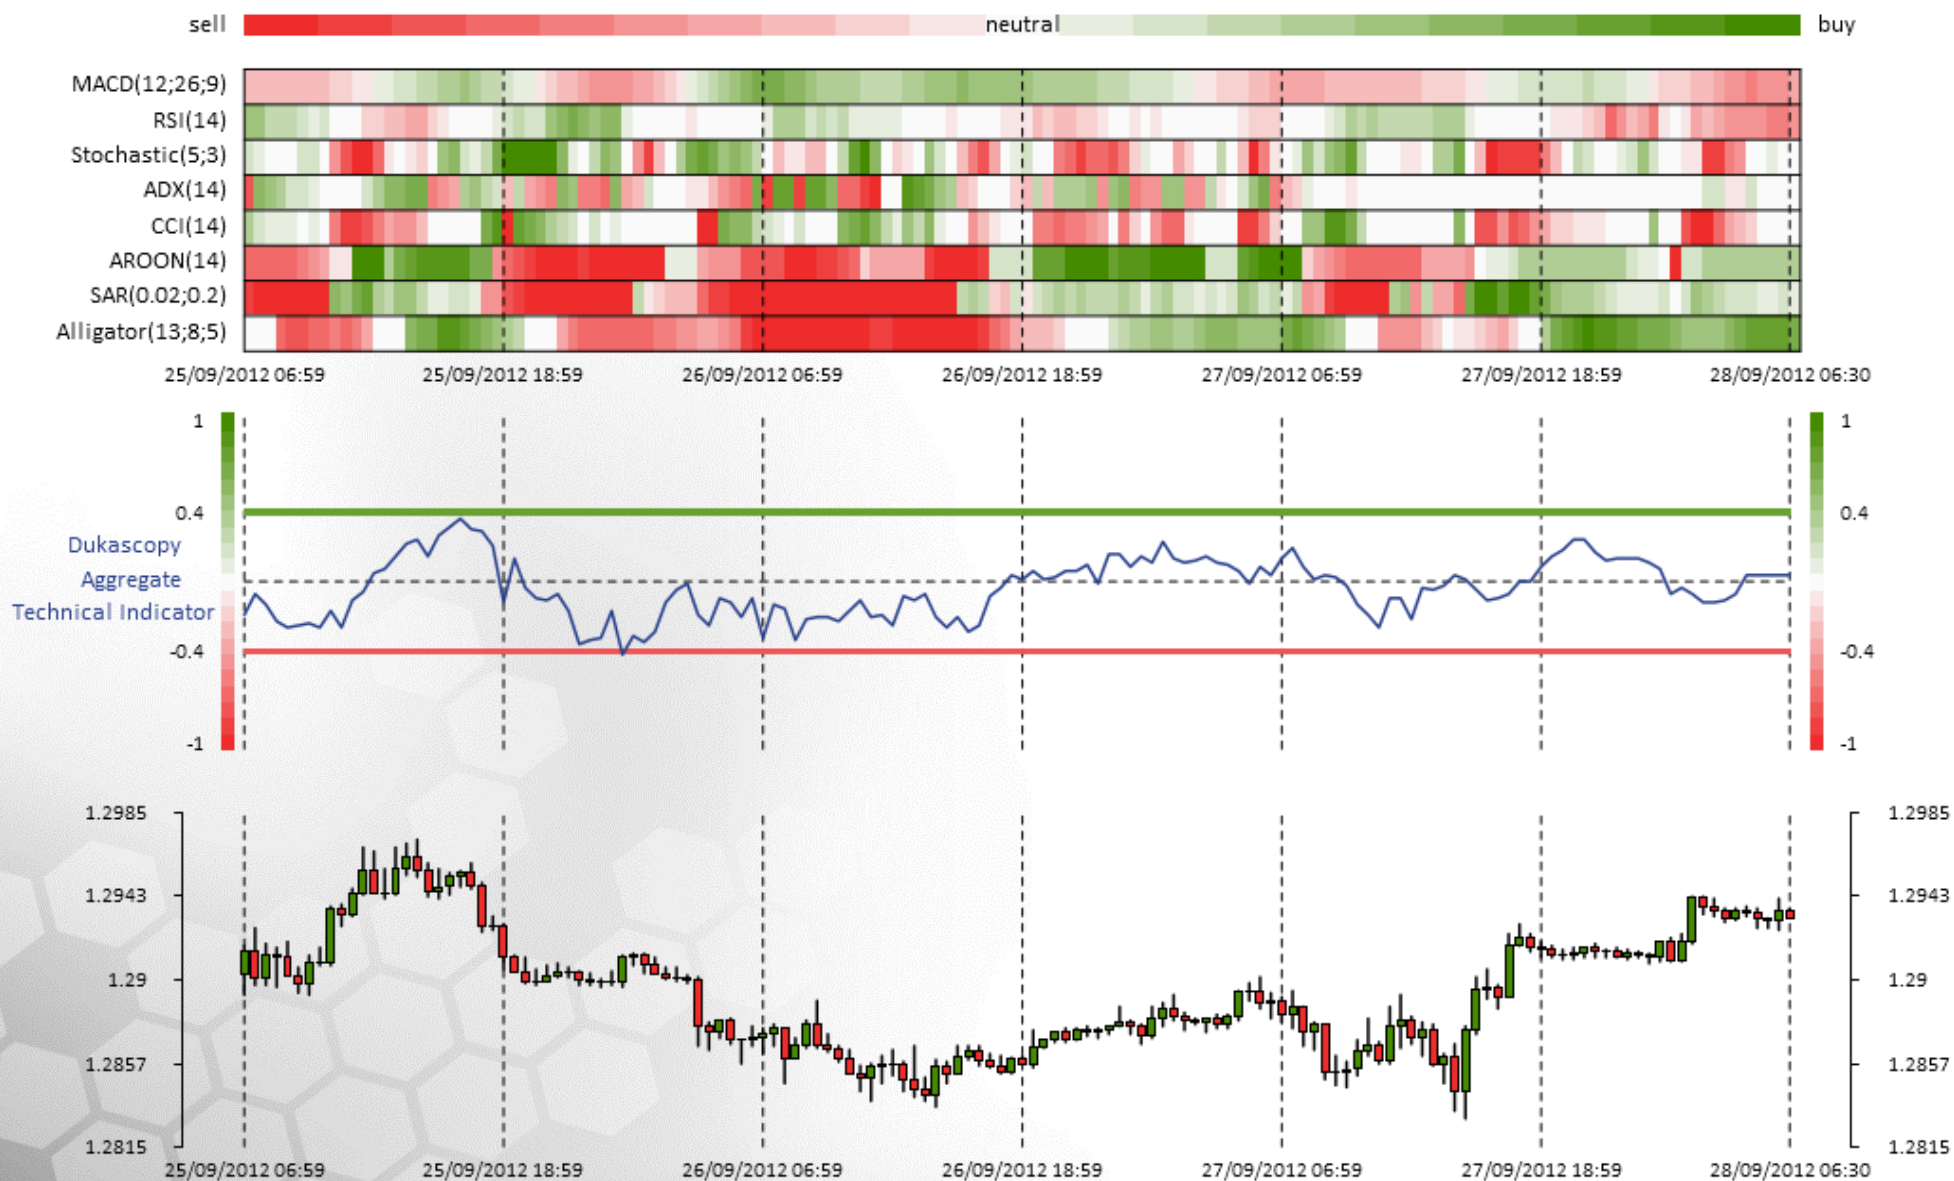 sell neutral buy
MACD(12;26;9)
RSI(14)
Stochastic(5;3)
ADX(14)
CCI(14)
AROON(14)
SAR(0.02;0.2)
Alligator(13;8;5)
25/09/2012 06:59 25/09/2012 18:59 26/09/2012 06:59 26/09/2012 18:59 27/09/2012 06:59 27/09/2012 18:59 28/09/2012 06:30
1 1
0.4 0.4
Dukascopy
Aggregate
Technical Indicator
-0.4 -0.4
-1 -1
1.2985 1.2985
1.2943 1.2943
1.29 1.29
1.2857 1.2857
1.2815 1.2815
25/09/2012 06:59 25/09/2012 18:59 26/09/2012 06:59 26/09/2012 18:59 27/09/2012 06:59 27/09/2012 18:59 28/09/2012 06:30